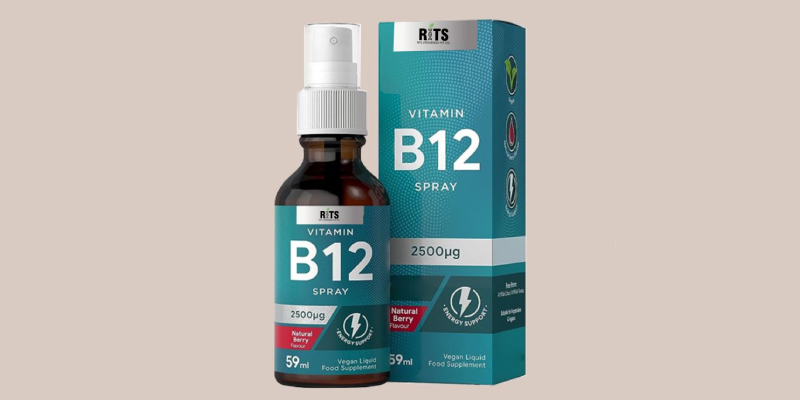 RITS
VITAMIN
B12
SPRAY
2500µg
Natural
Berry
Flavour
ENERGY SUPPORT
59ml
Vegan Liquid
Food Supplement
RITS
VITAMIN
B12
SPRAY
2500µg
Natural
Berry
Flavour
ENERGY SUPPORT
59ml
Vegan Liquid
Food Supplement